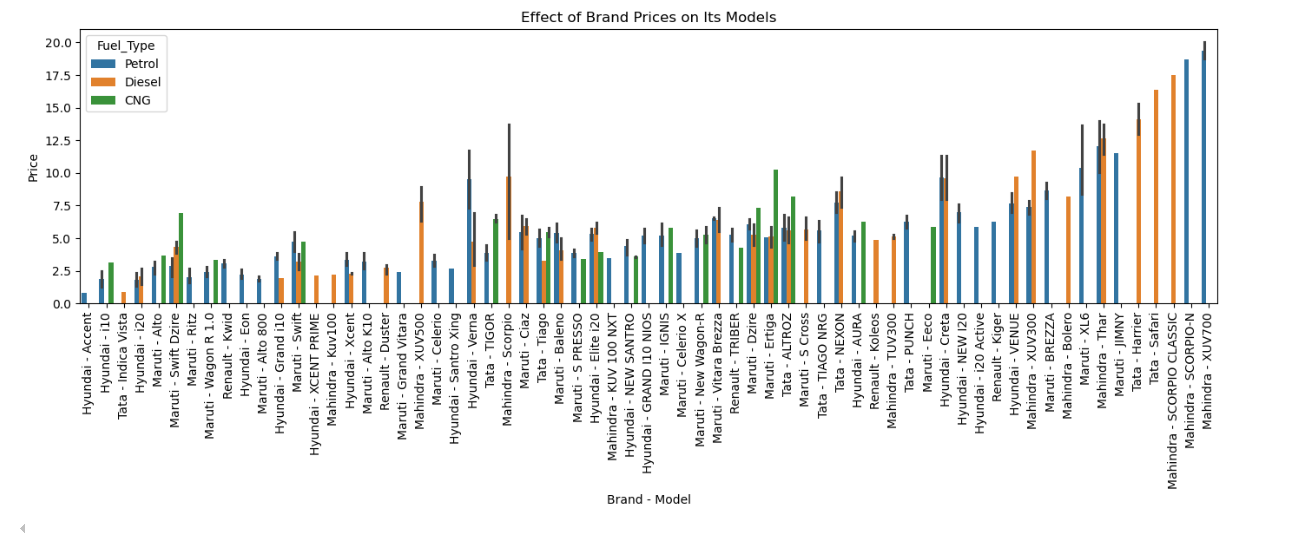 Effect of Brand Prices on Its Models
Fuel_Type
Petrol
Diesel
CNG
Price
20.0
17.5
15.0
12.5
10.0
7.5
5.0
2.5
0.0
Hyundai - Accent
Hyundai - i10
Tata - Indica Vista
Hyundai - i20
Maruti - Alto
Maruti - Swift Dzire
Maruti - Ritz
Maruti - Wagon R 1.0
Renault - Kwid
Hyundai - Eon
Maruti - Alto 800
Hyundai - Grand i10
Maruti - Swift
Hyundai - XCENT PRIME
Mahindra - Kuv100
Hyundai - Xcent
Maruti - Alto K10
Renault - Duster
Maruti - Grand Vitara
Mahindra - XUV500
Maruti - Celerio
Hyundai - Santro Xing
Hyundai - Verna
Tata - TIGOR
Mahindra - Scorpio
Maruti - Ciaz
Tata - Tiago
Maruti - Baleno
Maruti - S PRESSO
Hyundai - Elite i20
Mahindra - KUV 100 NXT
Hyundai - NEW SANTRO
Hyundai - GRAND I10 NIOS
Maruti - IGNIS
Maruti - Celerio X
Maruti - New Wagon-R
Maruti - Vitara Brezza
Renault - TRIBER
Maruti - Dzire
Maruti - Ertiga
Tata - ALTROZ
Maruti - S Cross
Tata - TIAGO NRG
Tata - NEXON
Hyundai - AURA
Renault - Koleos
Mahindra - TUV300
Tata - PUNCH
Maruti - Eeco
Hyundai - Creta
Hyundai - NEW I20
Hyundai - i20 Active
Renault - Kiger
Hyundai - VENUE
Mahindra - XUV300
Maruti - BREZZA
Mahindra - Bolero
Maruti - XL6
Mahindra - Thar
Maruti - JIMNY
Tata - Harrier
Tata - Safari
Mahindra - SCORPIO CLASSIC
Mahindra - SCORPIO-N
Mahindra - XUV700
Brand - Model